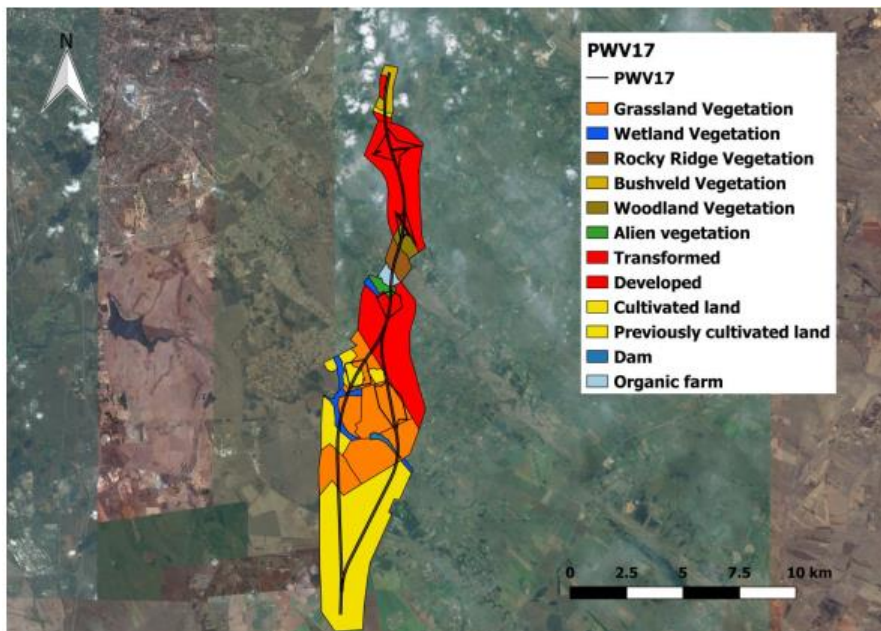 N
PWV17
PWV17
Grassland Vegetation
Wetland Vegetation
Rocky Ridge Vegetation
Bushveld Vegetation
Woodland Vegetation
Alien vegetation
Transformed
Developed
Cultivated land
Previously cultivated land
Dam
Organic farm
0 2.5 5 7.5 10 km